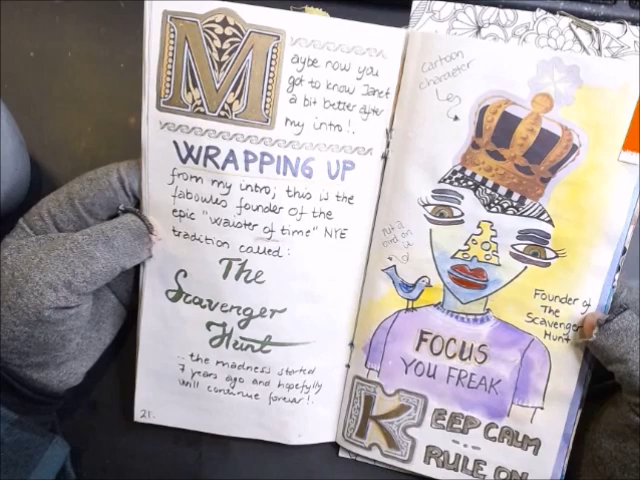 M
aybe now you
got to know Janet
a bit better after
my intro!.
WRAPPING UP
from my intro; this is the
fabowles founder of the
epic "waister of time" NYE
tradition called:
The
Scavenger
Hunt
... the madness started
7 years ago and hopefully
will continue forever!.
21.
cartoon
character
put a
bird on
it
Founder of
The
Scavenger
Hunt
FOCUS
YOU FREAK
K
EEP CALM
RULE ON